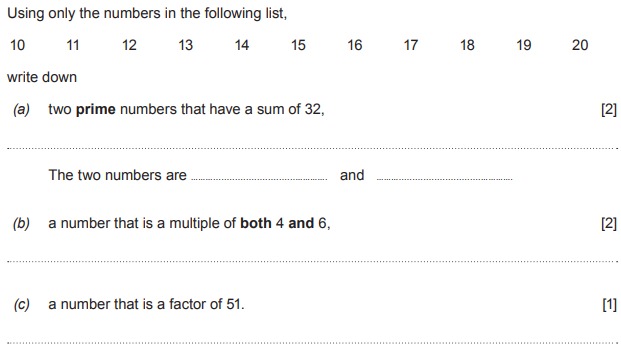 Using only the numbers in the following list,
10 11 12 13 14 15 16 17 18 19 20
write down
(a) two prime numbers that have a sum of 32, [2]
The two numbers are ........................................ and ........................................
(b) a number that is a multiple of both 4 and 6, [2]
(c) a number that is a factor of 51. [1]